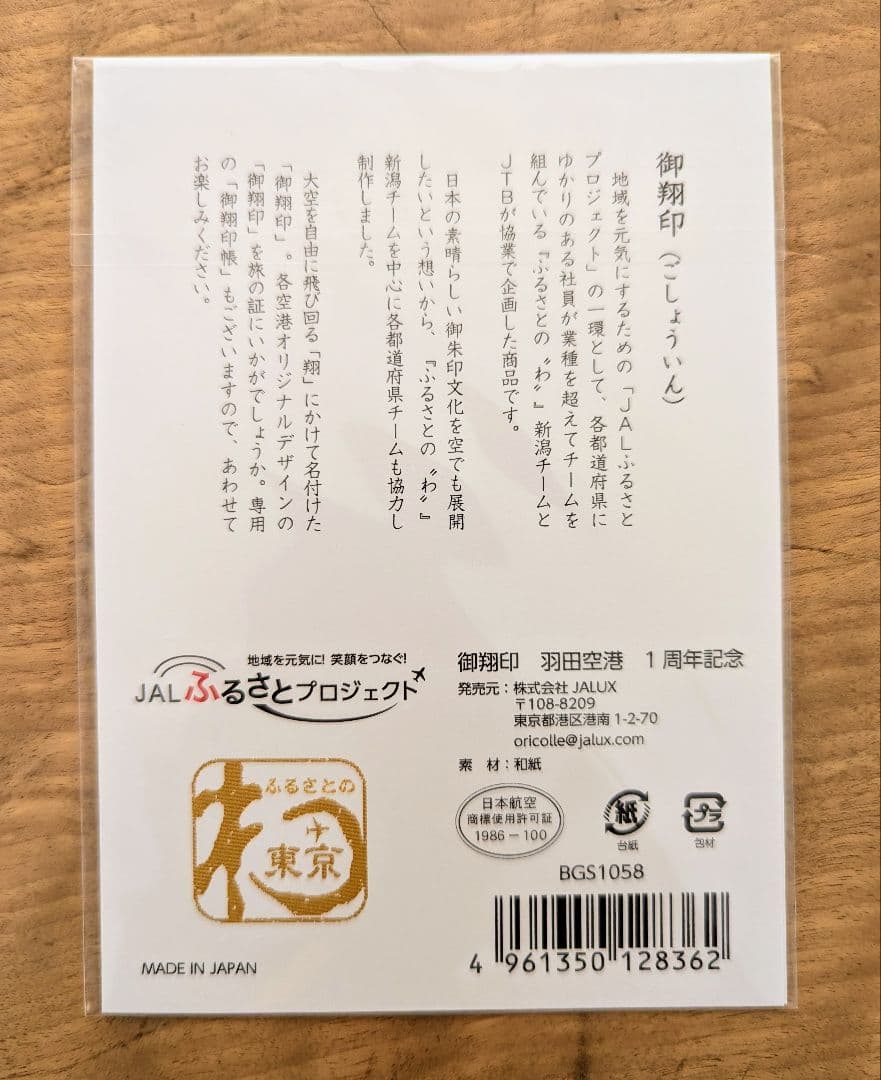 御翔印（ごしょういん）
地域を元気にするための「JALふるさと
プロジェクト」の一環として、各都道府県に
ゆかりのある社員が業種を超えてチームを
組んでいる『ふるさとの〝わ〟』新潟チームと
JTBが協業で企画した商品です。
日本の素晴らしい御朱印文化を空でも展開
したいという想いから、『ふるさとの〝わ〟』
新潟チームを中心に各都道府県チームも協力し
制作しました。
大空を自由に飛び回る「翔」にかけて名付けた
「御翔印」。各空港オリジナルデザインの
「御翔印」を旅の証にいかがでしょうか。専用
の「御翔印帳」もございますので、あわせて
お楽しみください。
地域を元気に! 笑顔をつなぐ!
JALふるさとプロジェクト
ふるさとの
わ
東京
MADE IN JAPAN
御翔印 羽田空港 1周年記念
発売元：株式会社 JALUX
〒108-8209
東京都港区港南 1-2-70
oricolle@jalux.com
素 材：和紙
日本航空
商標使用許可証
1986－100
紙
台紙
プラ
包材
BGS1058
4 961350 128362